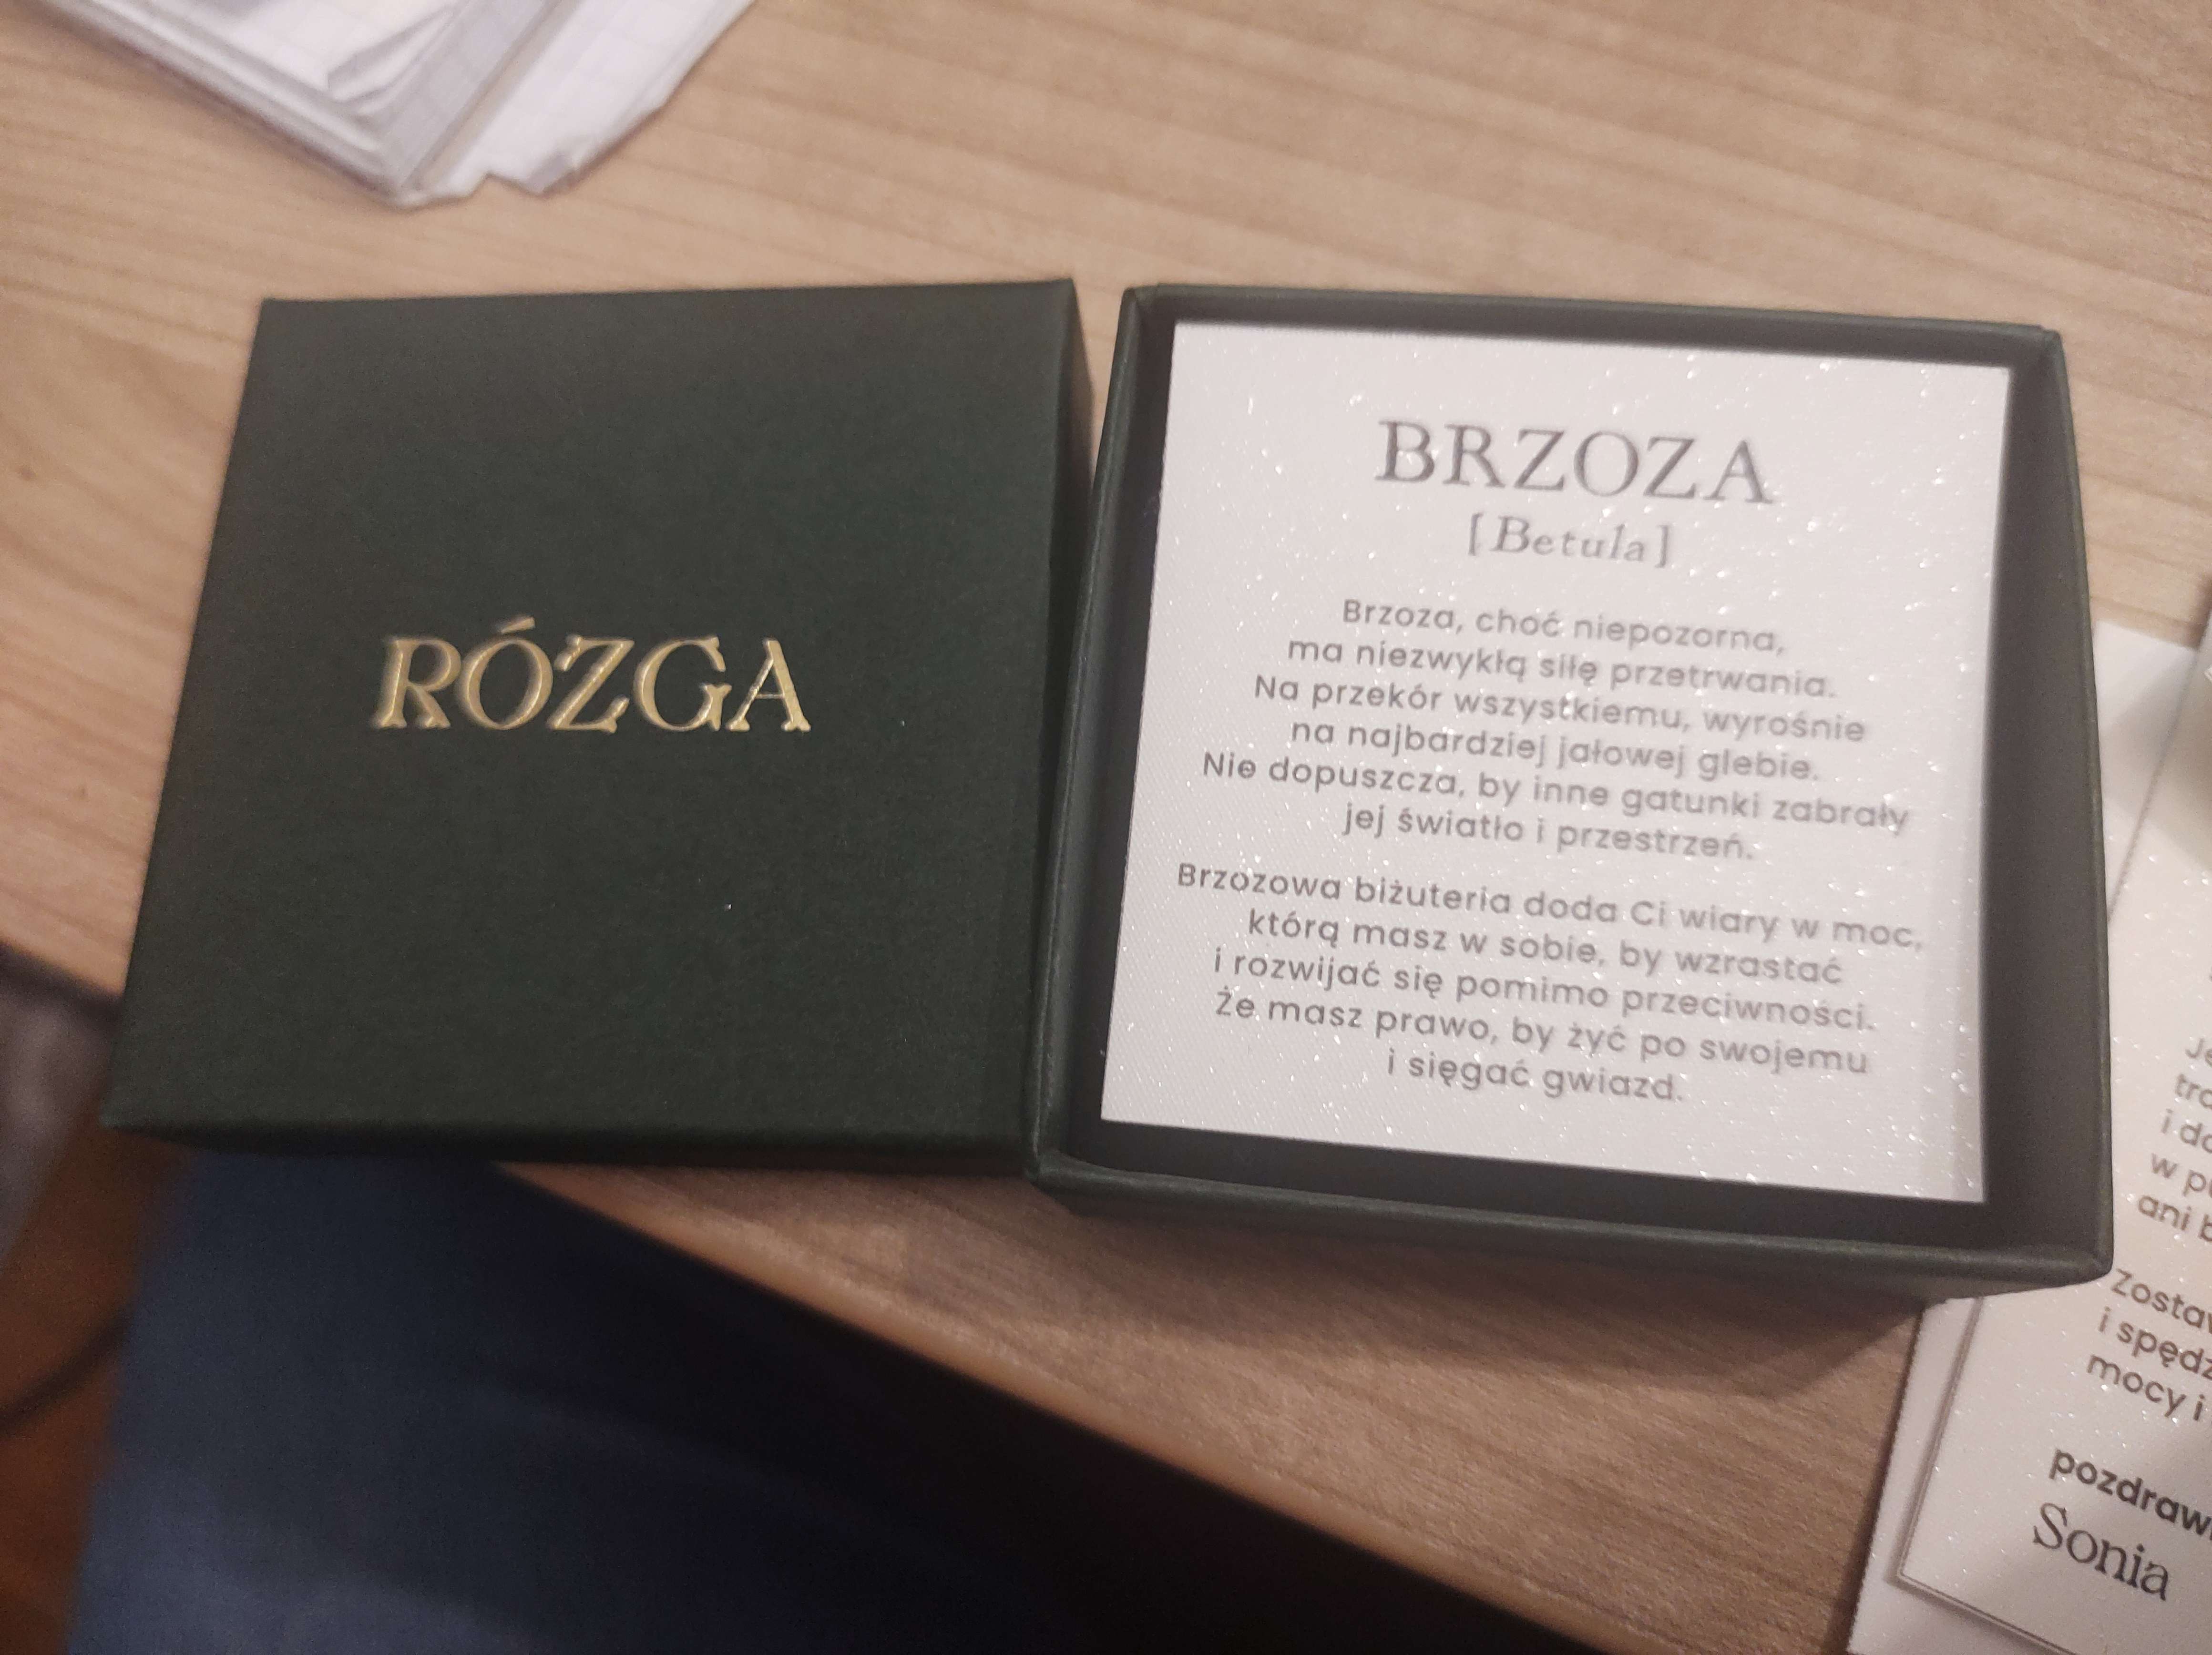 RÓZGA
BRZOZA
[Betula]
Brzoza, choć niepozorna,
ma niezwykłą siłę przetrwania.
Na przekór wszystkiemu, wyrośnie
na najbardziej jałowej glebie.
Nie dopuszcza, by inne gatunki zabrały
jej światło i przestrzeń.
Brzozowa biżuteria doda Ci wiary w moc,
którą masz w sobie, by wzrastać
i rozwijać się pomimo przeciwności.
Że masz prawo, by żyć po swojemu
i sięgać gwiazd.
i
w
ani
i
mocy i
Sonia